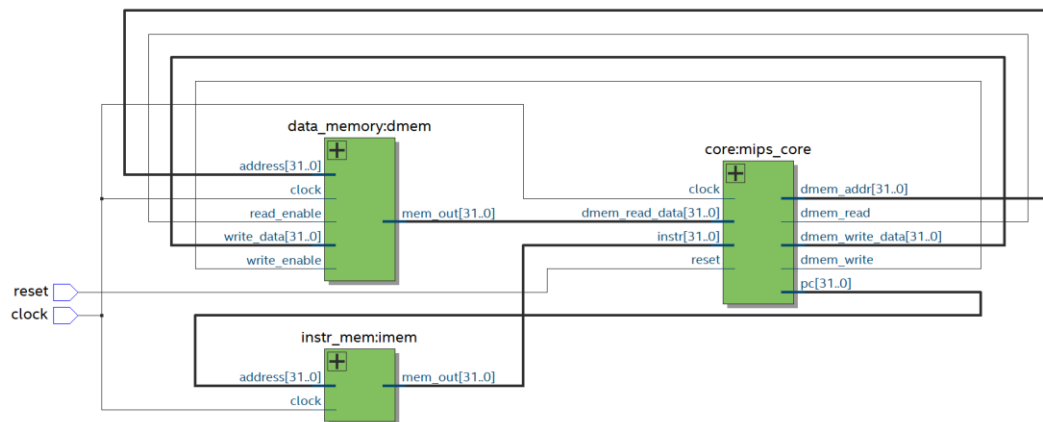 data_memory:dmem
address[31..0]
clock
read_enable
write_data[31..0]
write_enable
mem_out[31..0]
core:mips_core
clock
dmem_read_data[31..0]
instr[31..0]
reset
dmem_addr[31..0]
dmem_read
dmem_write_data[31..0]
dmem_write
pc[31..0]
reset
clock
instr_mem:imem
address[31..0]
clock
mem_out[31..0]